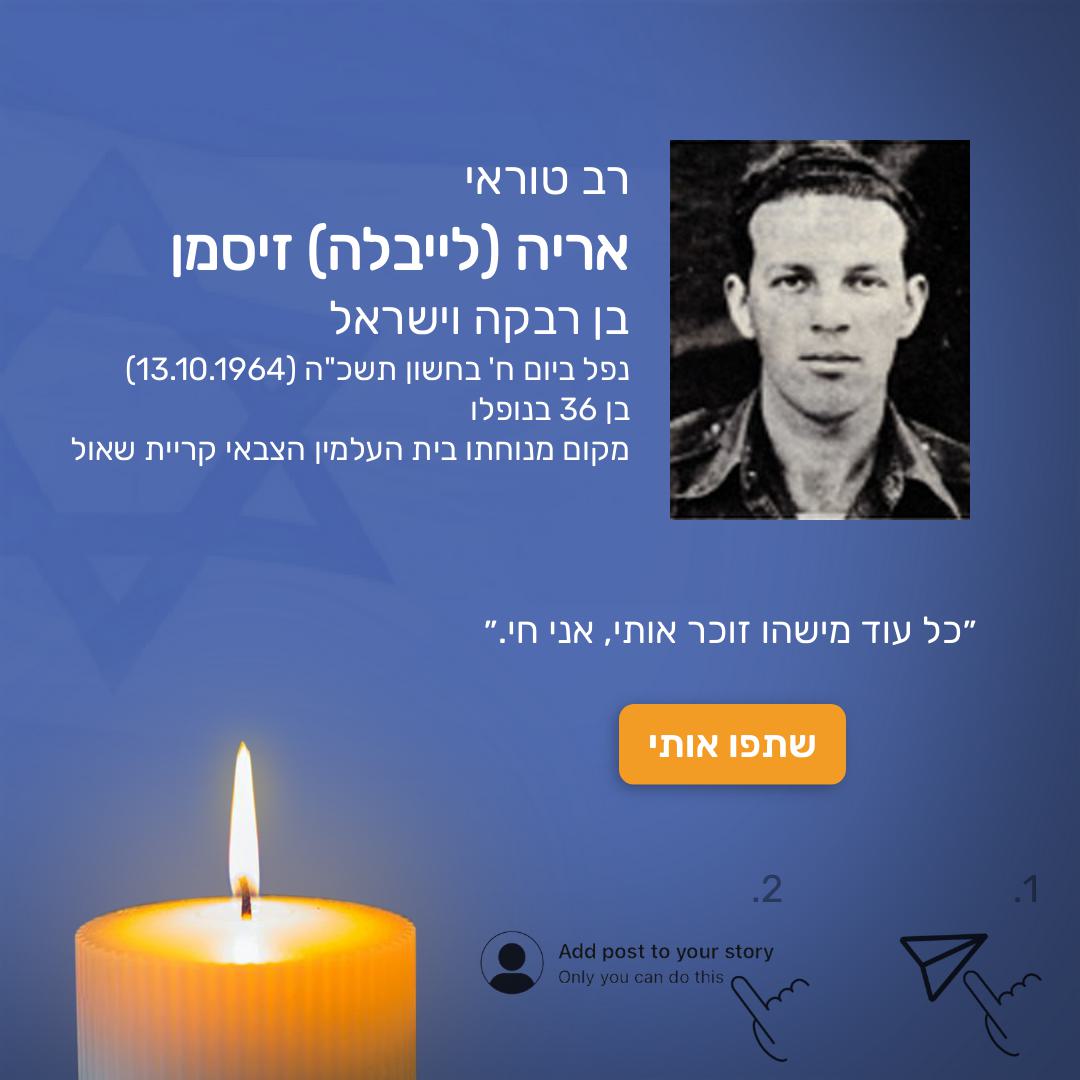 רב טוראי
אריה (לייבלה) זיסמן
בן רבקה וישראל
נפל ביום ח' בחשון תשכ"ה (13.10.1964)
בן 36 בנופלו
מקום מנוחתו בית העלמין הצבאי קריית שאול
״כל עוד מישהו זוכר אותי, אני חי.״
שתפו אותי
1.
2.
Add post to your story
Only you can do this